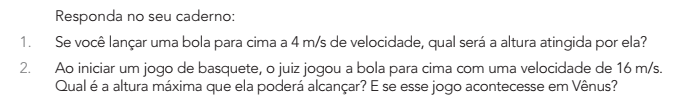 Responda no seu caderno:
1. Se você lançar uma bola para cima a 4 m/s de velocidade, qual será a altura atingida por ela?
2. Ao iniciar um jogo de basquete, o juiz jogou a bola para cima com uma velocidade de 16 m/s.
Qual é a altura máxima que ela poderá alcançar? E se esse jogo acontecesse em Vênus?